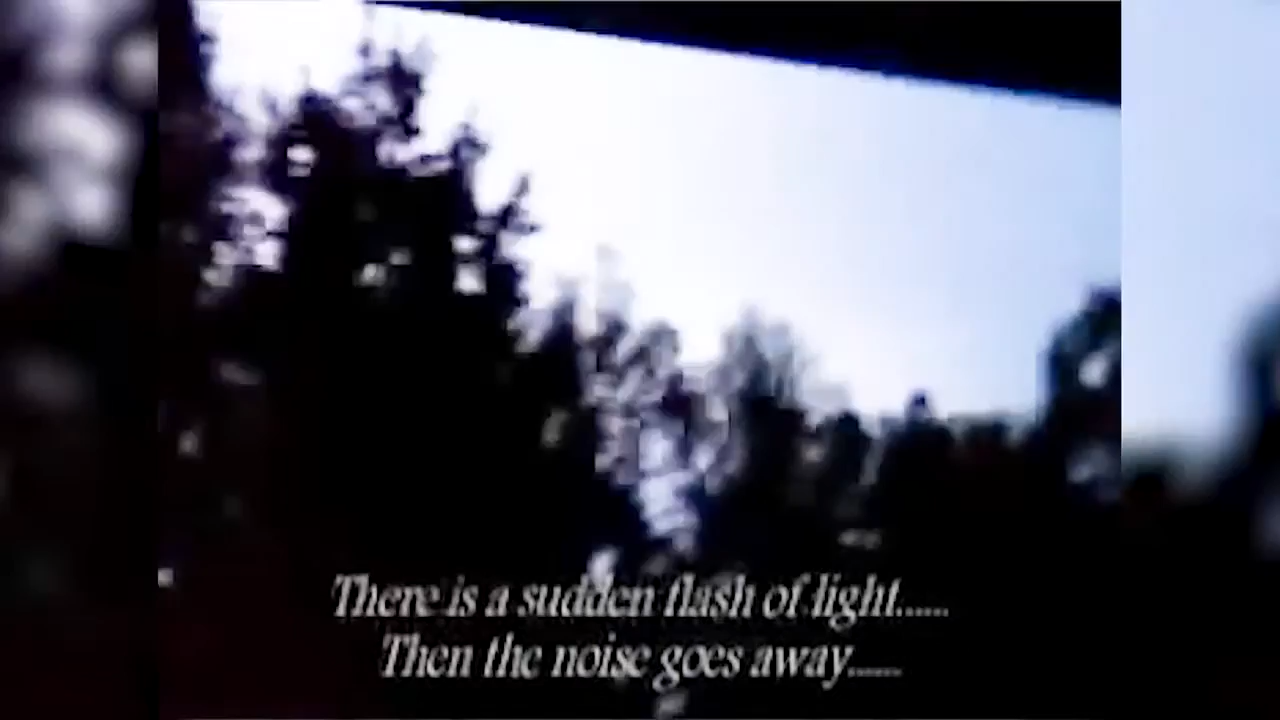 There is a sudden flash of light......
Then the noise goes away......